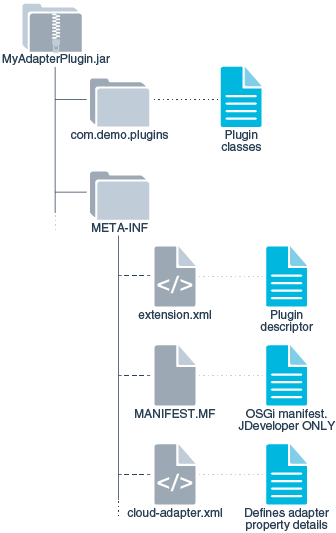 MyAdapterPlugin.jar
com.demo.plugins
Plugin
classes
META-INF
</>
extension.xml
Plugin
descriptor
MANIFEST.MF
OSGi manifest.
JDeveloper ONLY
</>
cloud-adapter.xml
Defines adapter
property details